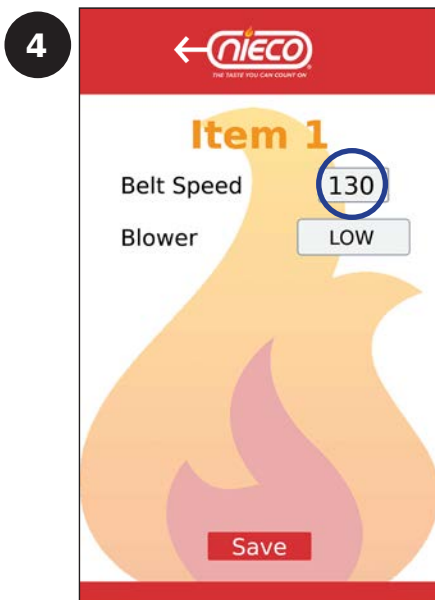 4
nieco
THE TASTE YOU CAN COUNT ON
Item 1
Belt Speed 130
Blower LOW
Save